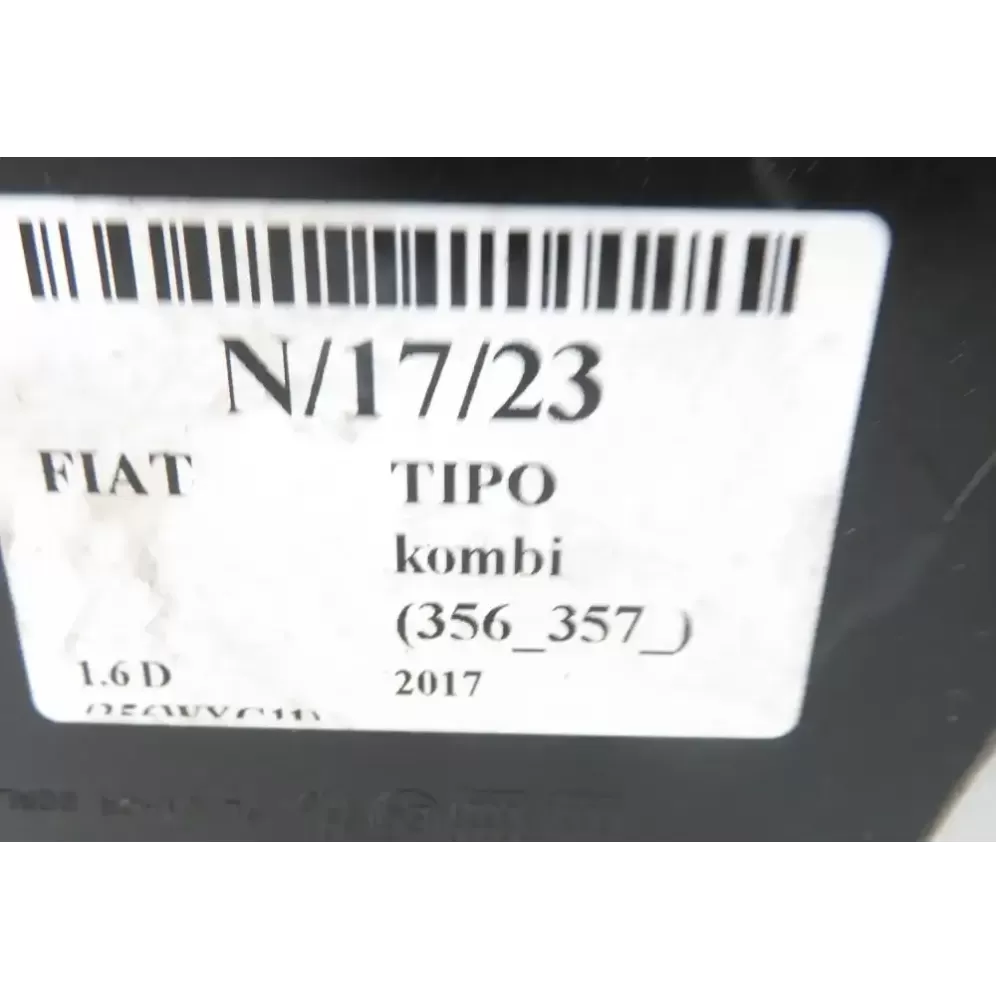 N/17/23
FIAT TIPO
kombi
(356_357_)
1.6 D 2017